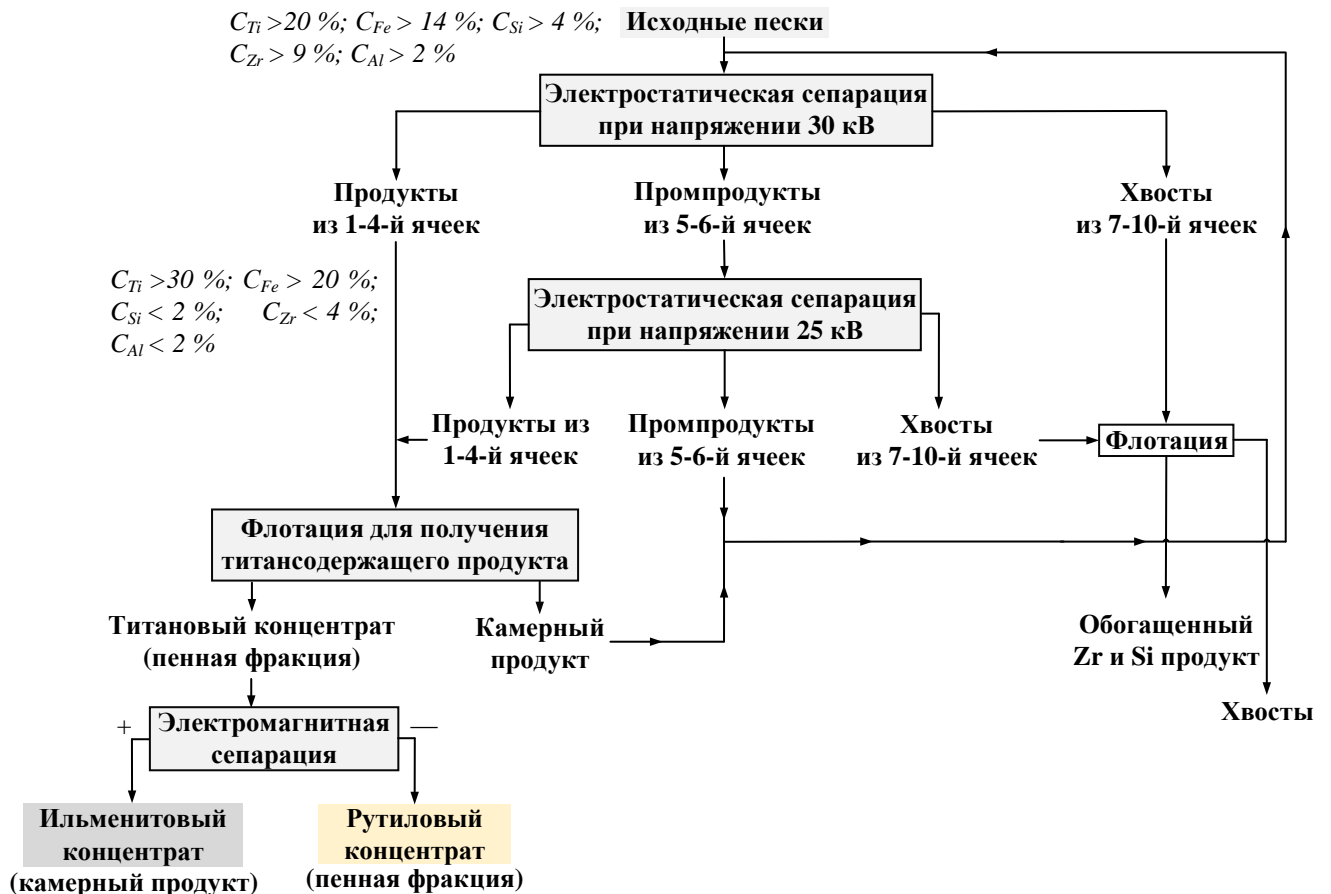 C_Ti >20 %; C_Fe > 14 %; C_Si > 4 %;
C_Zr > 9 %; C_Al > 2 %
Исходные пески
Электростатическая сепарация
при напряжении 30 кВ
Продукты
из 1-4-й ячеек
Промпродукты
из 5-6-й ячеек
Хвосты
из 7-10-й ячеек
C_Ti >30 %; C_Fe > 20 %;
C_Si < 2 %; C_Zr < 4 %;
C_Al < 2 %
Электростатическая сепарация
при напряжении 25 кВ
Продукты из
1-4-й ячеек
Промпродукты
из 5-6-й ячеек
Хвосты
из 7-10-й ячеек
Флотация
Флотация для получения
титансодержащего продукта
Титановый концентрат
(пенная фракция)
Камерный
продукт
Обогащенный
Zr и Si продукт
Хвосты
+
Электромагнитная
сепарация
—
Ильменитовый
концентрат
(камерный продукт)
Рутиловый
концентрат
(пенная фракция)